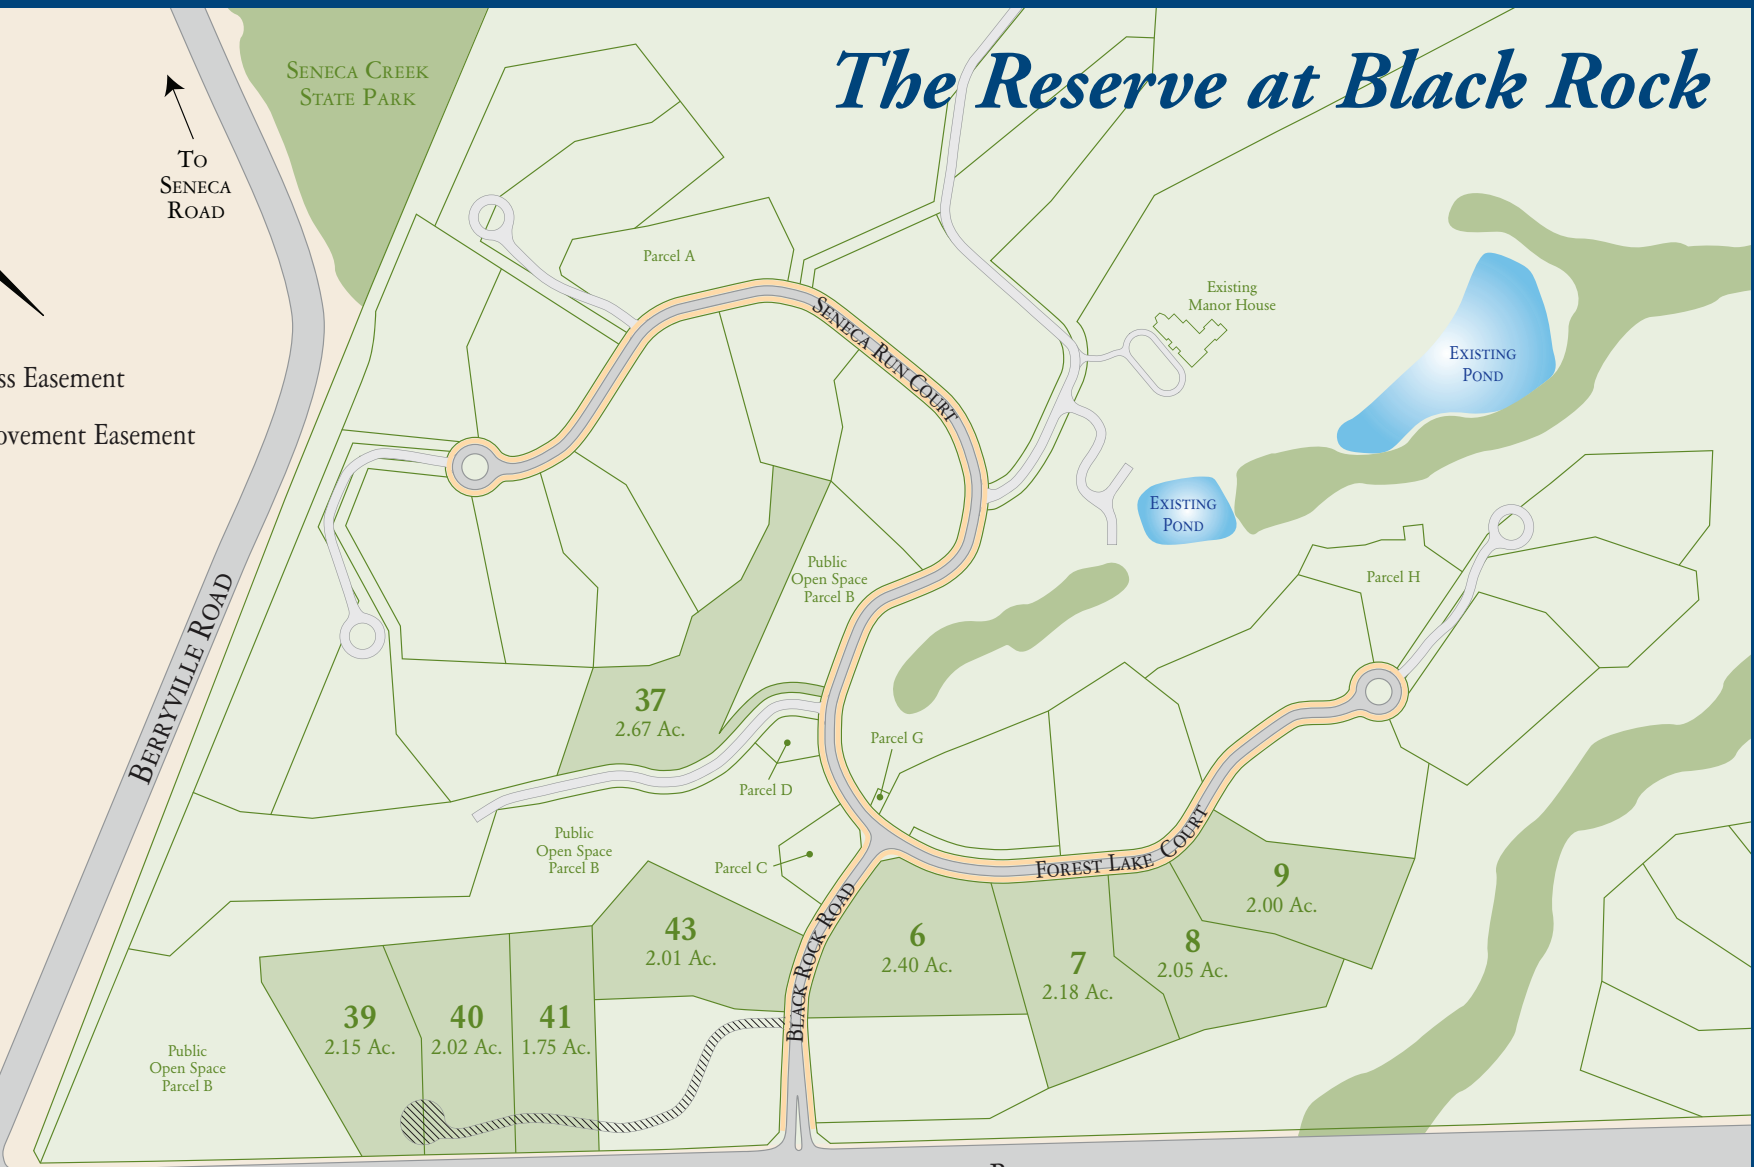 The Reserve at Black Rock
Seneca Creek
State Park
To
Seneca
Road
Parcel A
Existing
Manor House
Seneca Run Court
Existing
Pond
ss Easement
ovement Easement
Existing
Pond
Public
Open Space
Parcel B
Parcel H
Berryville Road
37
2.67 Ac.
Parcel G
Parcel D
Public
Open Space
Parcel B
Parcel C
Forest Lake Court
Black Rock Road
9
2.00 Ac.
43
2.01 Ac.
6
2.40 Ac.
8
2.05 Ac.
7
2.18 Ac.
39
2.15 Ac.
40
2.02 Ac.
41
1.75 Ac.
Public
Open Space
Parcel B